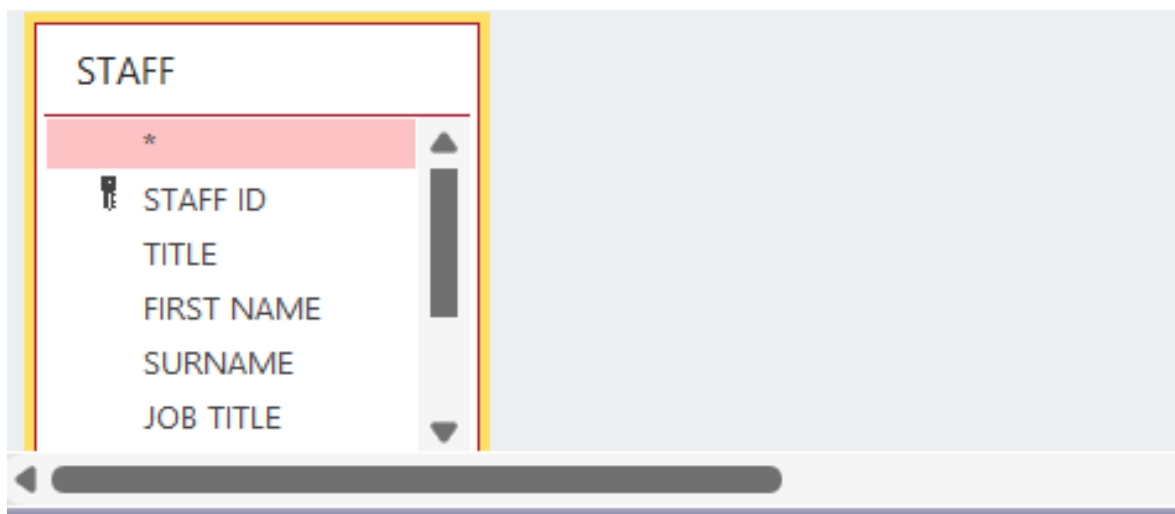 STAFF
*
STAFF ID
TITLE
FIRST NAME
SURNAME
JOB TITLE